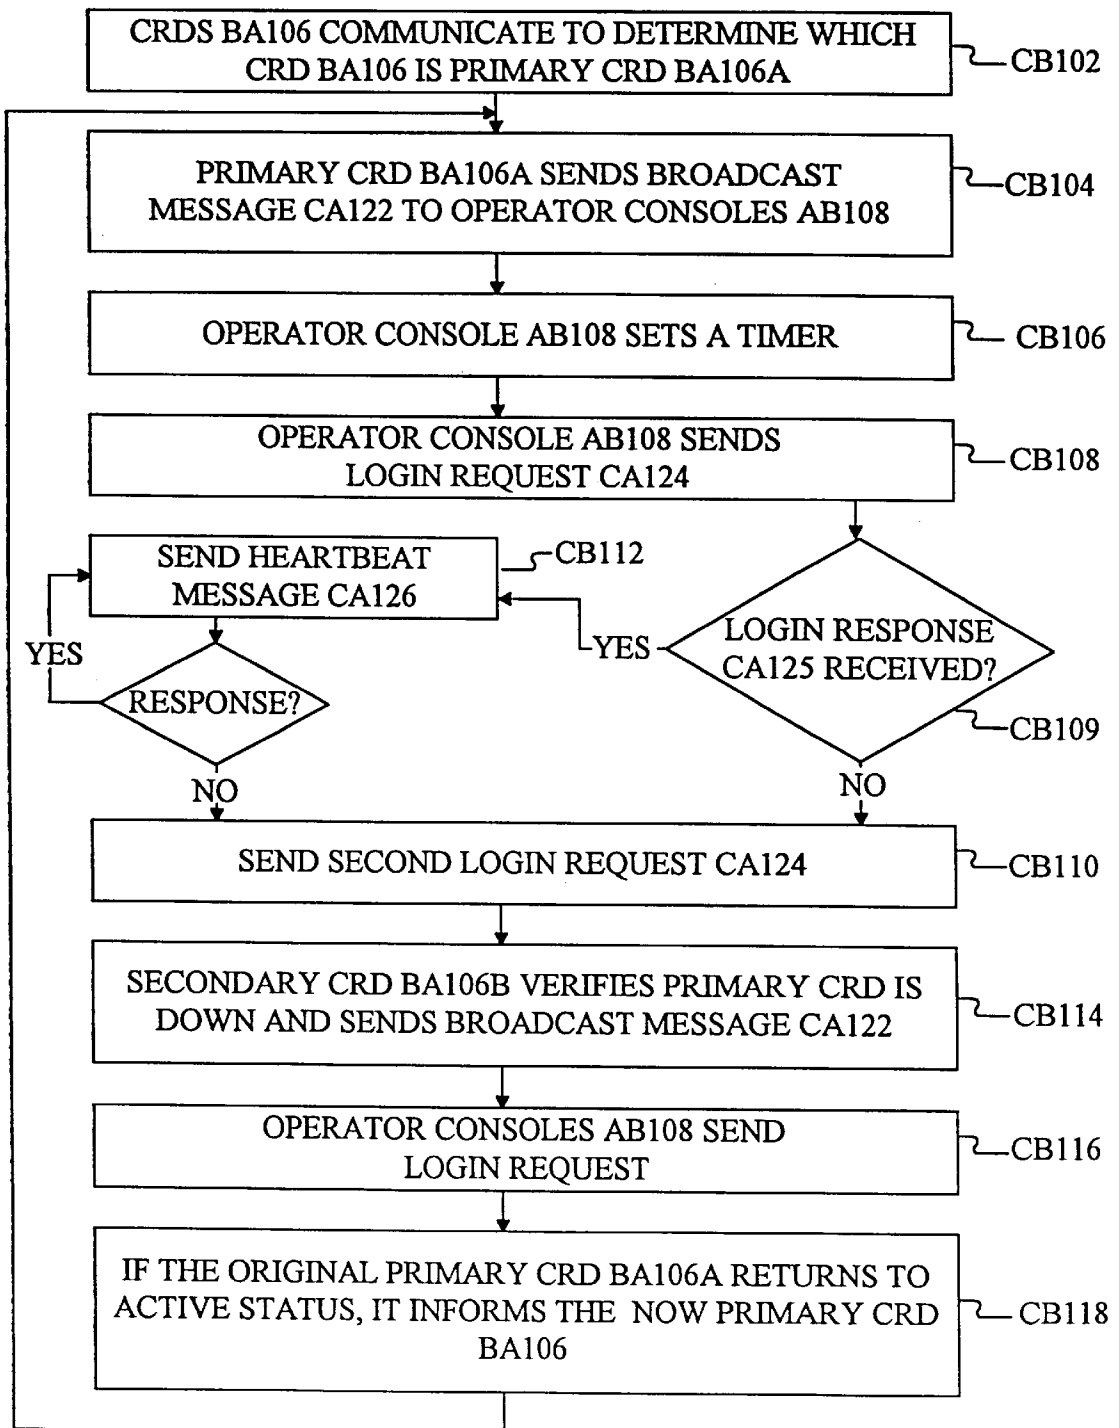 CRDS BA106 COMMUNICATE TO DETERMINE WHICH
CRD BA106 IS PRIMARY CRD BA106A
CB102
PRIMARY CRD BA106A SENDS BROADCAST
MESSAGE CA122 TO OPERATOR CONSOLES AB108
CB104
OPERATOR CONSOLE AB108 SETS A TIMER
CB106
OPERATOR CONSOLE AB108 SENDS
LOGIN REQUEST CA124
CB108
SEND HEARTBEAT
MESSAGE CA126
CB112
YES
RESPONSE?
NO
YES
LOGIN RESPONSE
CA125 RECEIVED?
CB109
NO
SEND SECOND LOGIN REQUEST CA124
CB110
SECONDARY CRD BA106B VERIFIES PRIMARY CRD IS
DOWN AND SENDS BROADCAST MESSAGE CA122
CB114
OPERATOR CONSOLES AB108 SEND
LOGIN REQUEST
CB116
IF THE ORIGINAL PRIMARY CRD BA106A RETURNS TO
ACTIVE STATUS, IT INFORMS THE NOW PRIMARY CRD
BA106
CB118